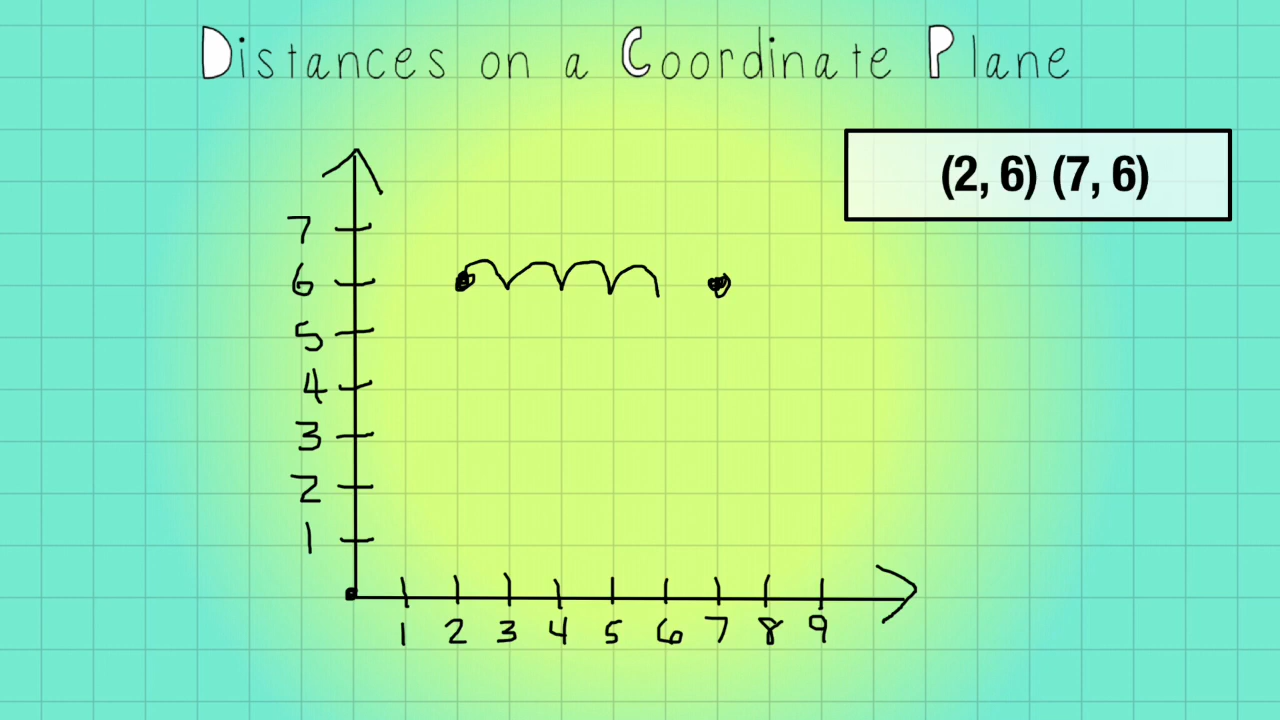 Distances on a Coordinate Plane
(2, 6) (7, 6)
7
6
5
4
3
2
1
1 2 3 4 5 6 7 8 9